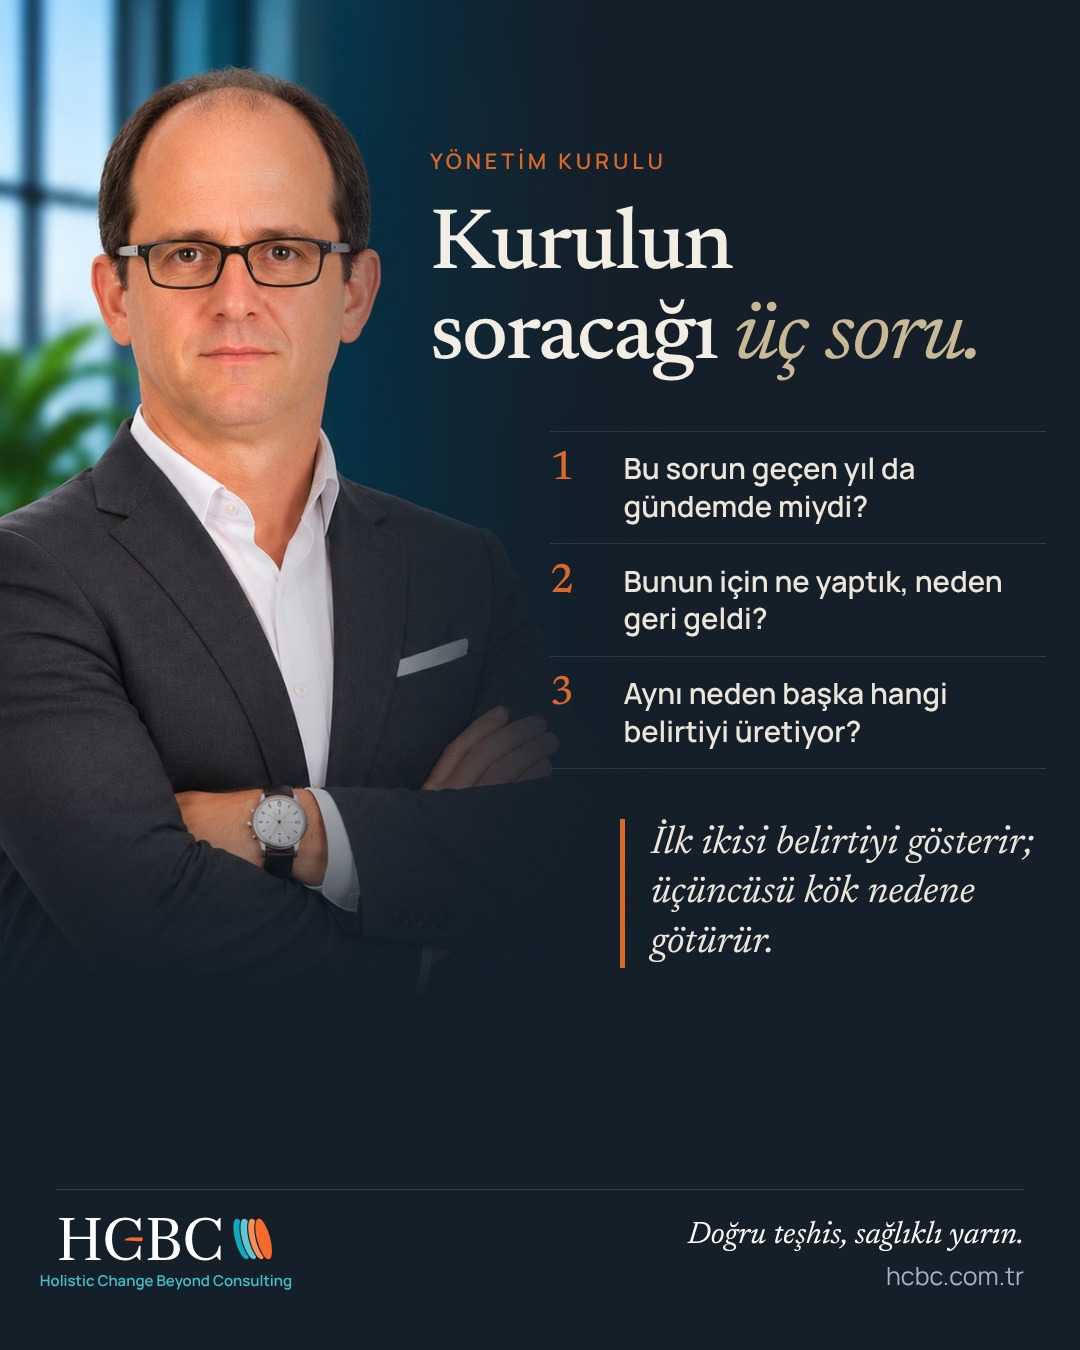 YÖNETİM KURULU
Kurulun
soracağı üç soru.
1 Bu sorun geçen yıl da
gündemde miydi?
2 Bunun için ne yaptık, neden
geri geldi?
3 Aynı neden başka hangi
belirtiyi üretiyor?
İlk ikisi belirtiyi gösterir;
üçüncüsü kök nedene
götürür.
HCBC
Holistic Change Beyond Consulting
Doğru teşhis, sağlıklı yarın.
hcbc.com.tr